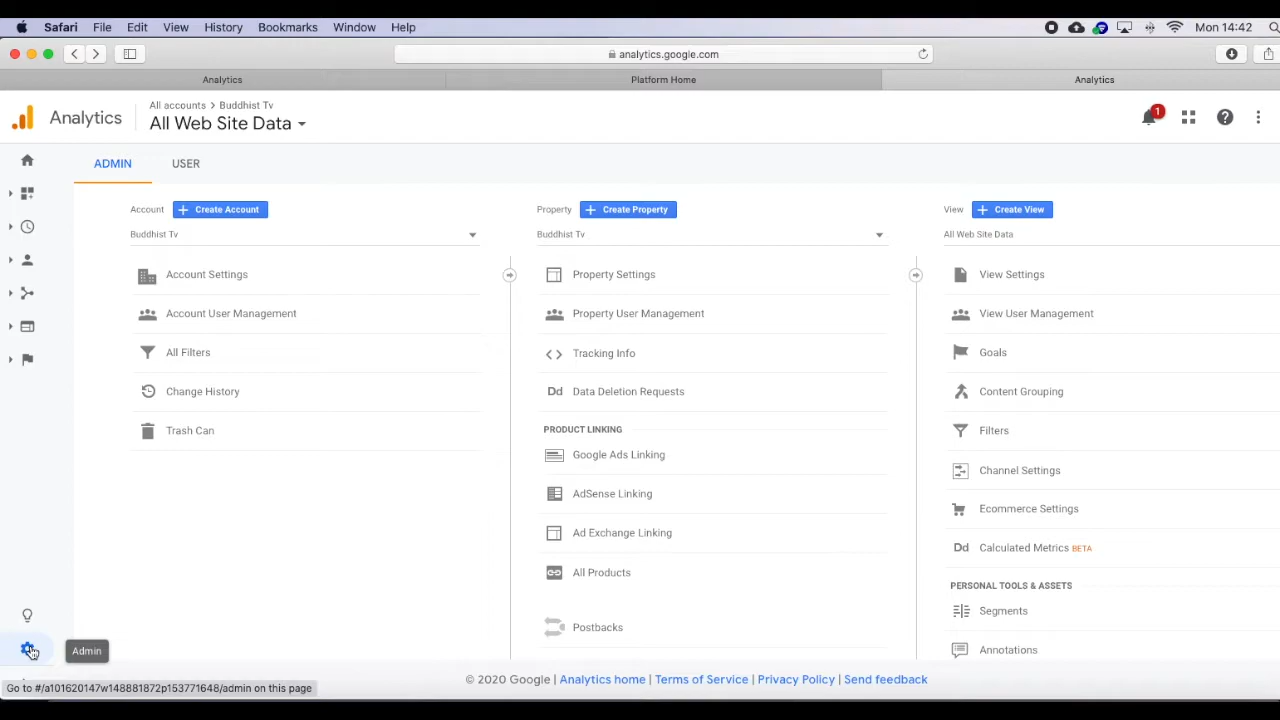 Safari File Edit View History Bookmarks Window Help Mon 14:42
analytics.google.com
Analytics Platform Home Analytics
Analytics
All accounts > Buddhist Tv
All Web Site Data
1
ADMIN USER
Account + Create Account
Buddhist Tv
Account Settings
Account User Management
All Filters
Change History
Trash Can
Property + Create Property
Buddhist Tv
Property Settings
Property User Management
Tracking Info
Dd Data Deletion Requests
PRODUCT LINKING
Google Ads Linking
AdSense Linking
Ad Exchange Linking
All Products
Postbacks
View + Create View
All Web Site Data
View Settings
View User Management
Goals
Content Grouping
Filters
Channel Settings
Ecommerce Settings
Dd Calculated Metrics BETA
PERSONAL TOOLS & ASSETS
Segments
Annotations
Admin
© 2020 Google | Analytics home | Terms of Service | Privacy Policy | Send feedback
Go to #/a101620147w148881872p153771648/admin on this page